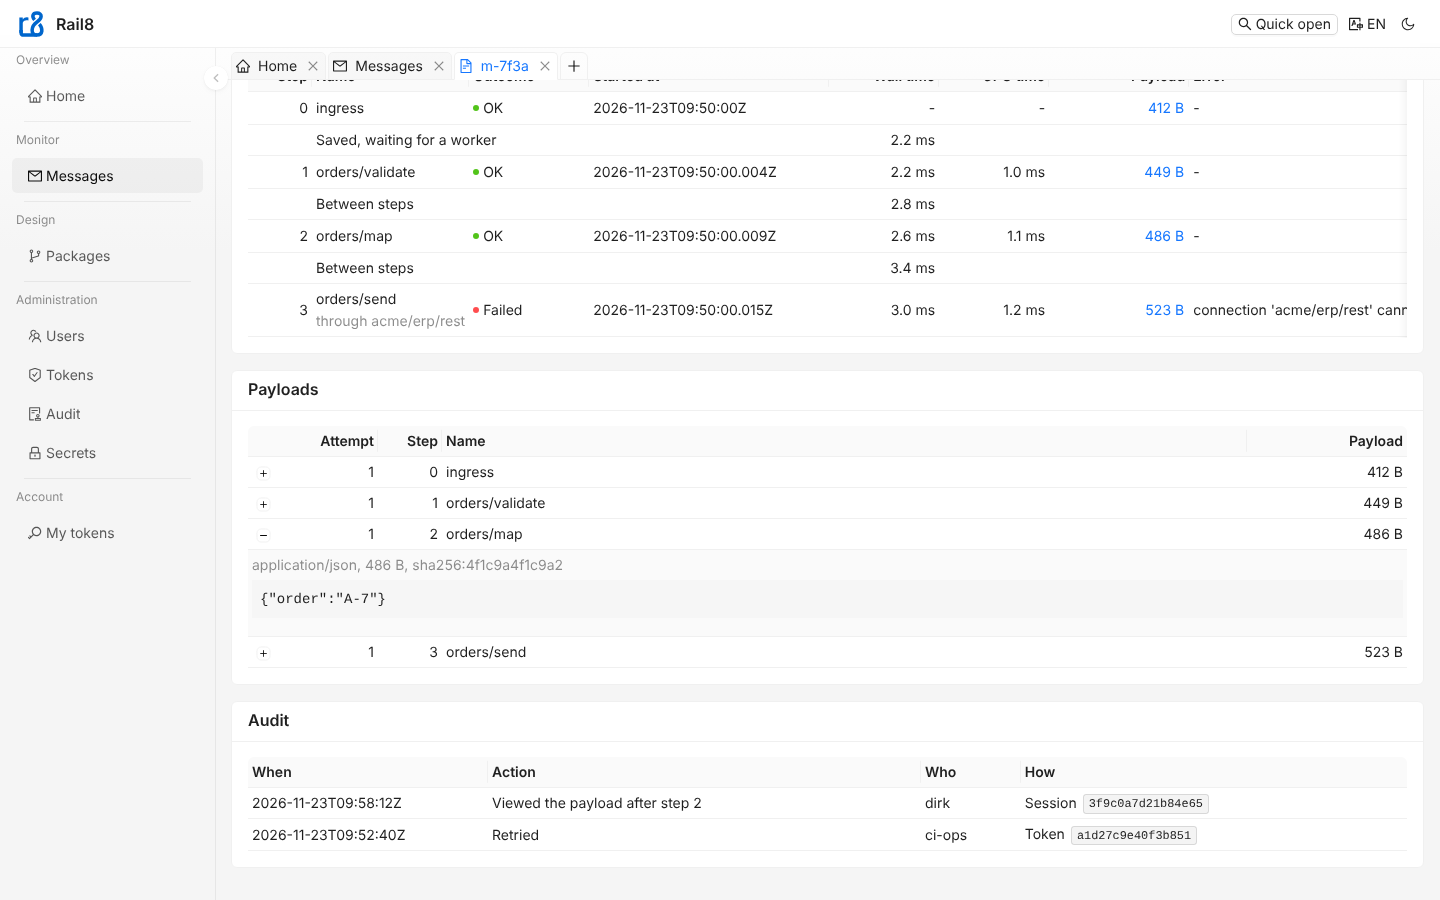 Rail8
Quick open
EN
Overview
Home
Monitor
Messages
Design
Packages
Administration
Users
Tokens
Audit
Secrets
Account
My tokens
Home
Messages
m-7f3a
0 ingress OK 2026-11-23T09:50:00Z - - 412 B -
Saved, waiting for a worker 2.2 ms
1 orders/validate OK 2026-11-23T09:50:00.004Z 2.2 ms 1.0 ms 449 B -
Between steps 2.8 ms
2 orders/map OK 2026-11-23T09:50:00.009Z 2.6 ms 1.1 ms 486 B -
Between steps 3.4 ms
3 orders/send Failed 2026-11-23T09:50:00.015Z 3.0 ms 1.2 ms 523 B connection 'acme/erp/rest' cann
through acme/erp/rest
Payloads
Attempt Step Name Payload
+ 1 0 ingress 412 B
+ 1 1 orders/validate 449 B
− 1 2 orders/map 486 B
application/json, 486 B, sha256:4f1c9a4f1c9a2
{"order":"A-7"}
+ 1 3 orders/send 523 B
Audit
When Action Who How
2026-11-23T09:58:12Z Viewed the payload after step 2 dirk Session 3f9c0a7d21b84e65
2026-11-23T09:52:40Z Retried ci-ops Token a1d27c9e40f3b851